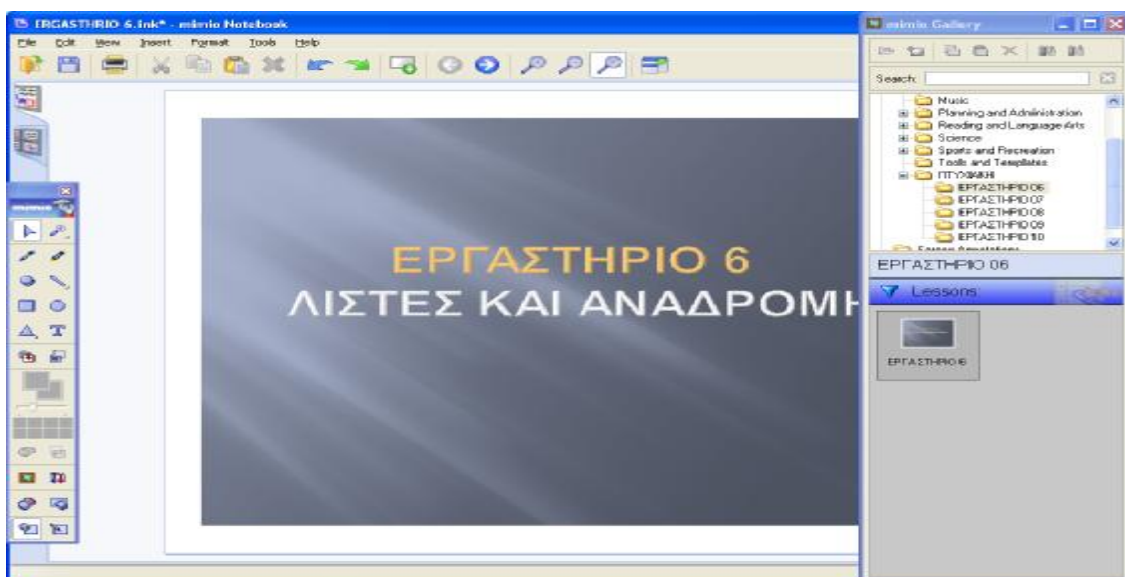 ERGASTHRIO 6.ink* - mimio Notebook
File Edit View Insert Format Tools Help
ΕΡΓΑΣΤΗΡΙΟ 6
ΛΙΣΤΕΣ ΚΑΙ ΑΝΑΔΡΟΜΗ
mimio
mimio Gallery
Search:
Music
Planning and Administration
Reading and Language Arts
Science
Sports and Recreation
Tools and Templates
ΠΤΥΧΙΑΚΗ
ΕΡΓΑΣΤΗΡΙΟ 06
ΕΡΓΑΣΤΗΡΙΟ 07
ΕΡΓΑΣΤΗΡΙΟ 08
ΕΡΓΑΣΤΗΡΙΟ 09
ΕΡΓΑΣΤΗΡΙΟ 10
ΕΡΓΑΣΤΗΡΙΟ 06
Lessons
ΕΡΓΑΣΤΗΡΙΟ 6